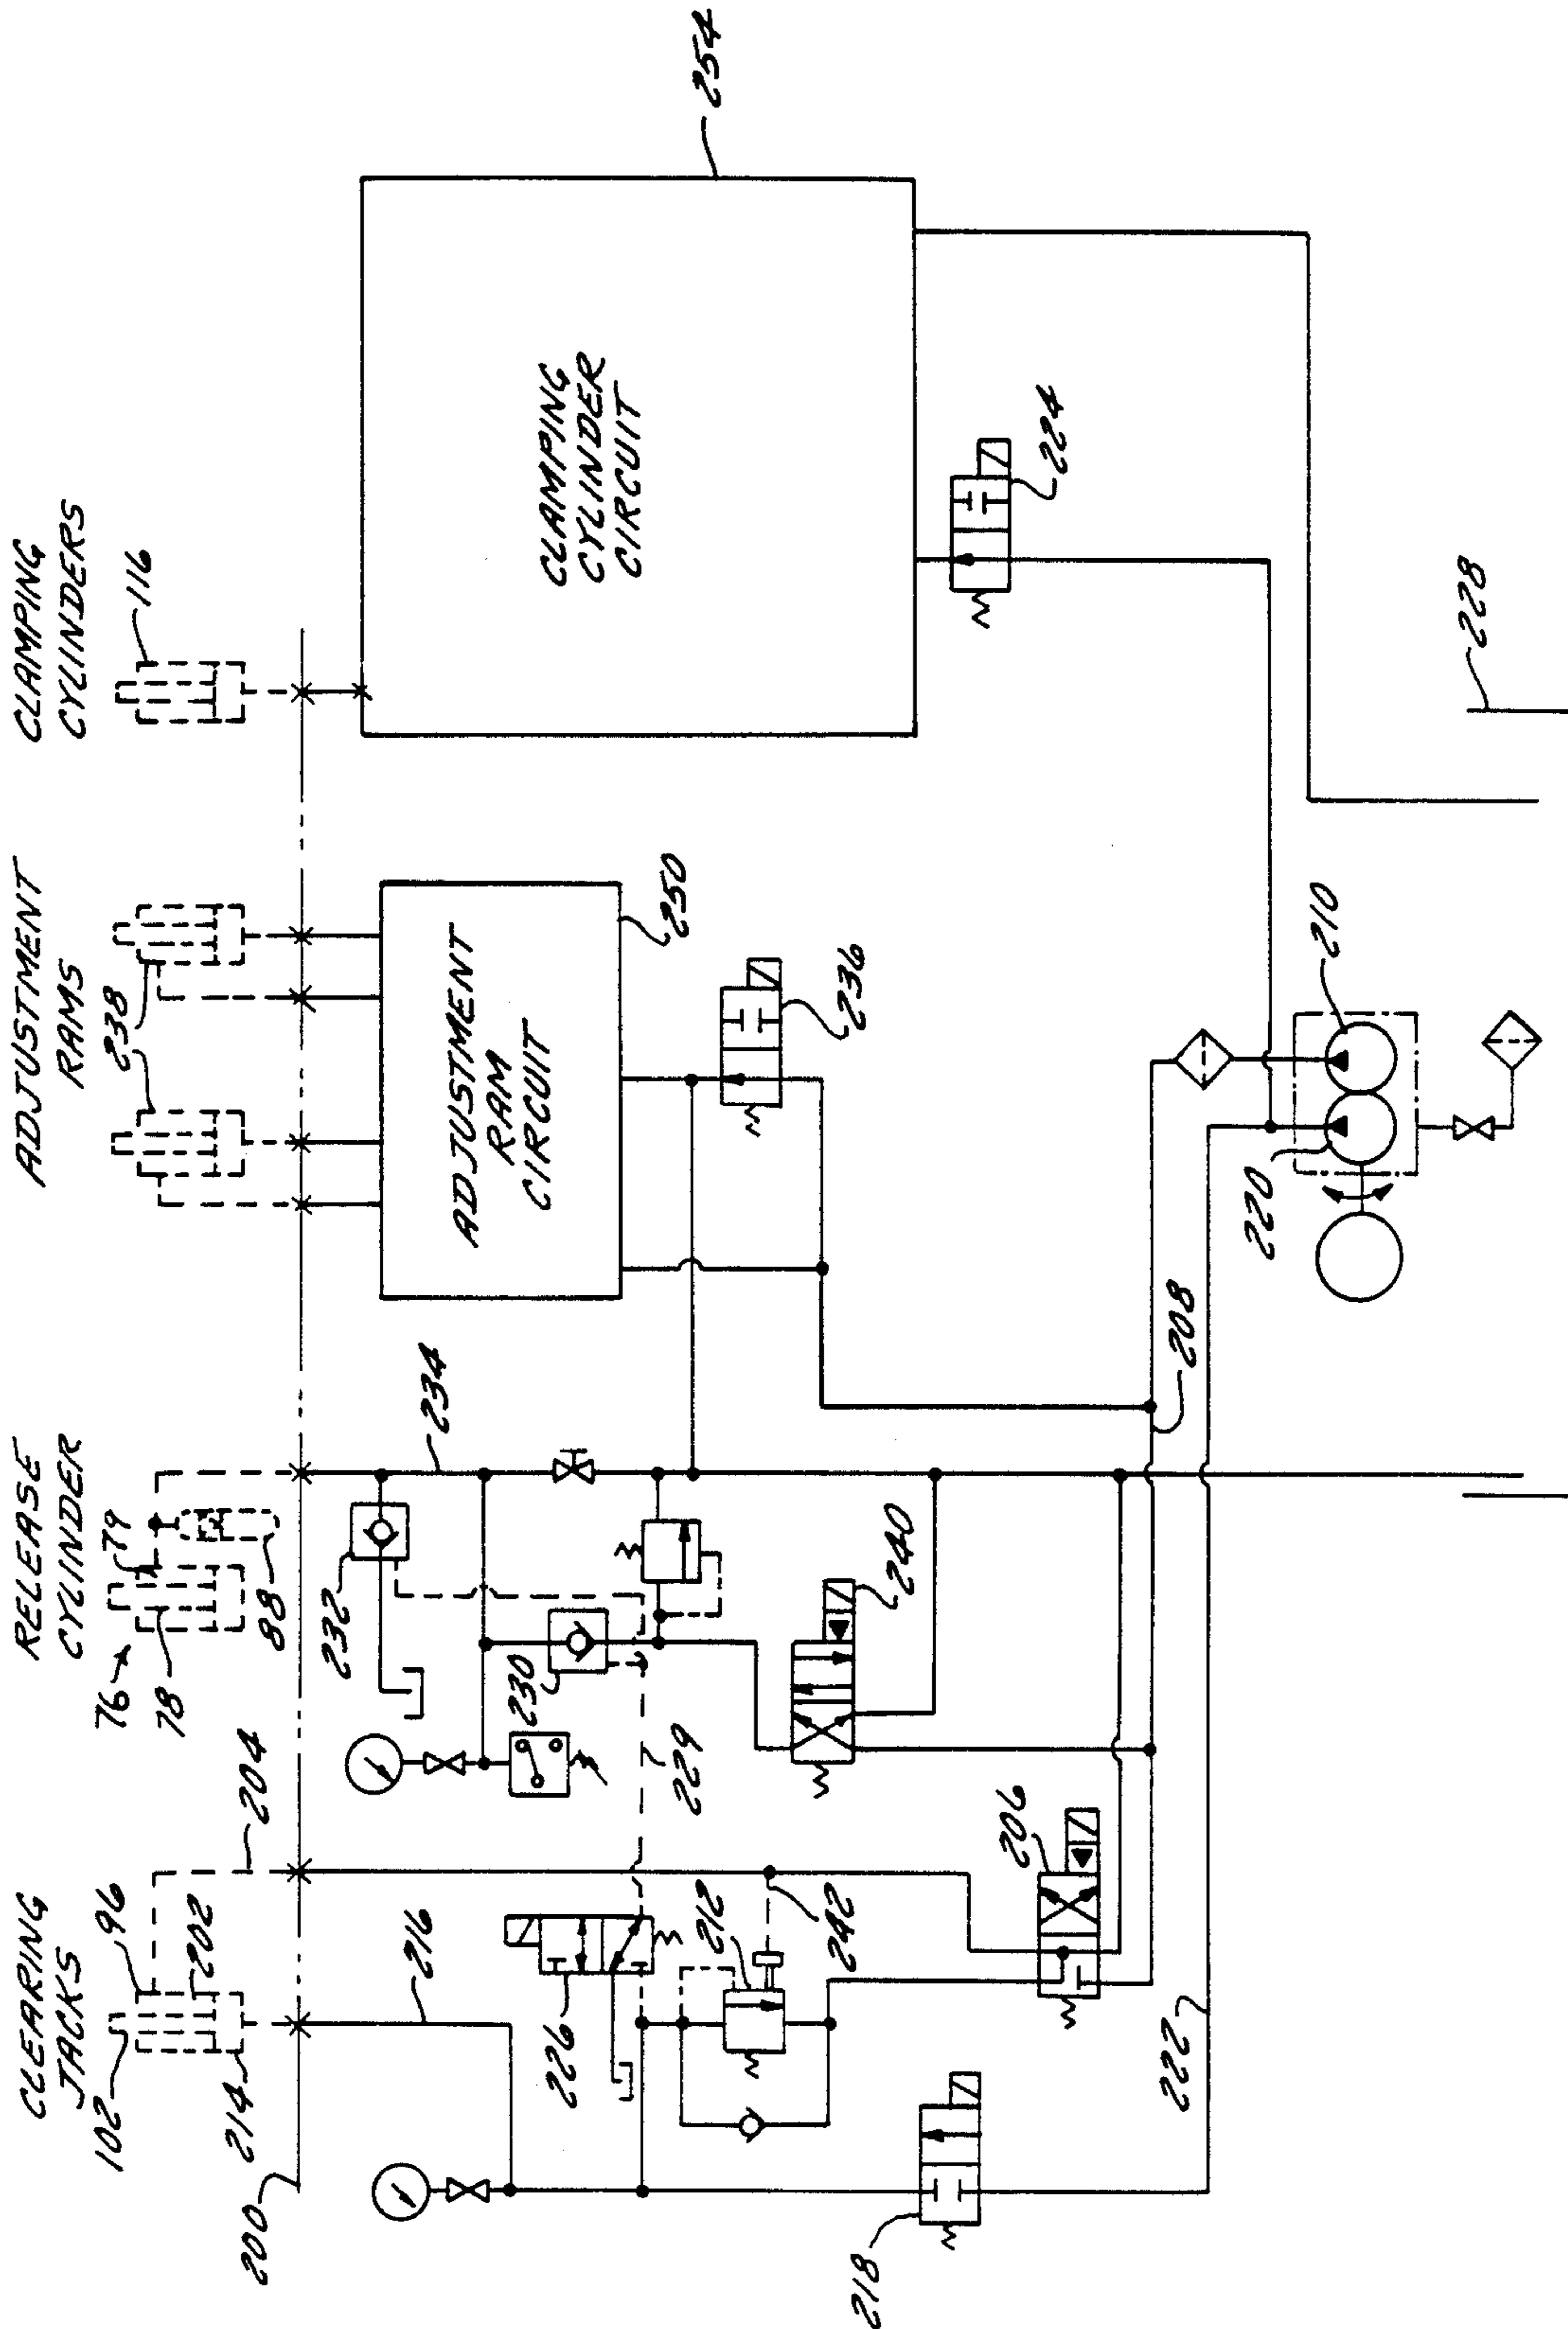 CLEARING
JACKS
RELEASE
CYLINDER
ADJUSTMENT
RAMS
CLAMPING
CYLINDERS
102
96
202
214
200
204
216
76
79
78
88
232
234
238
116
226
212
242
229
230
240
206
218
222
208
ADJUSTMENT
RAM
CIRCUIT
250
236
CLAMPING
CYLINDER
CIRCUIT
254
224
220
210
228